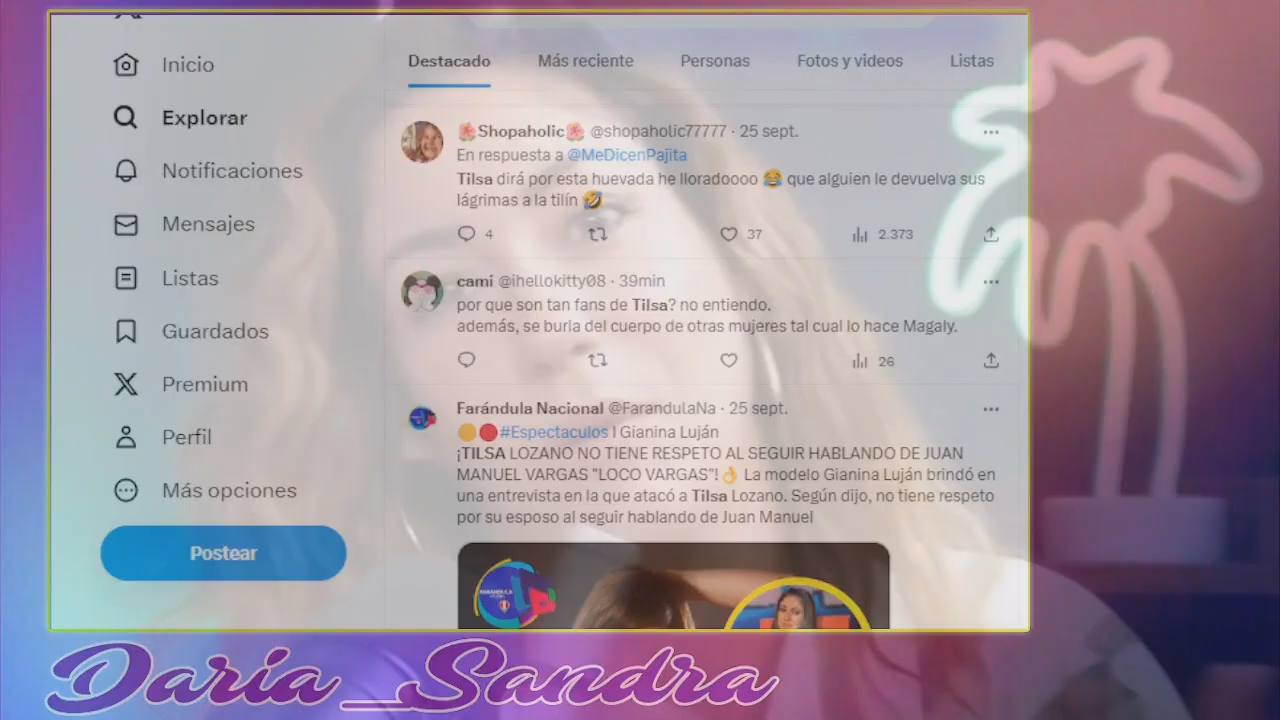 Inicio
Explorar
Notificaciones
Mensajes
Listas
Guardados
Premium
Perfil
Más opciones
Postear
Destacado Más reciente Personas Fotos y videos Listas
🌺Shopaholic🌺 @shopaholic77777 · 25 sept.
En respuesta a @MeDicenPajita
Tilsa dirá por esta huevada he lloradoooo 😂 que alguien le devuelva sus
lágrimas a la tilín 🤣
4 37 2.373
cami @ihellokitty08 · 39min
por que son tan fans de Tilsa? no entiendo.
además, se burla del cuerpo de otras mujeres tal cual lo hace Magaly.
26
Farándula Nacional @FarandulaNa · 25 sept.
🟡🔴#Espectaculos l Gianina Luján
¡TILSA LOZANO NO TIENE RESPETO AL SEGUIR HABLANDO DE JUAN
MANUEL VARGAS "LOCO VARGAS"!👌 La modelo Gianina Luján brindó en
una entrevista en la que atacó a Tilsa Lozano. Según dijo, no tiene respeto
por su esposo al seguir hablando de Juan Manuel
Daria_Sandra